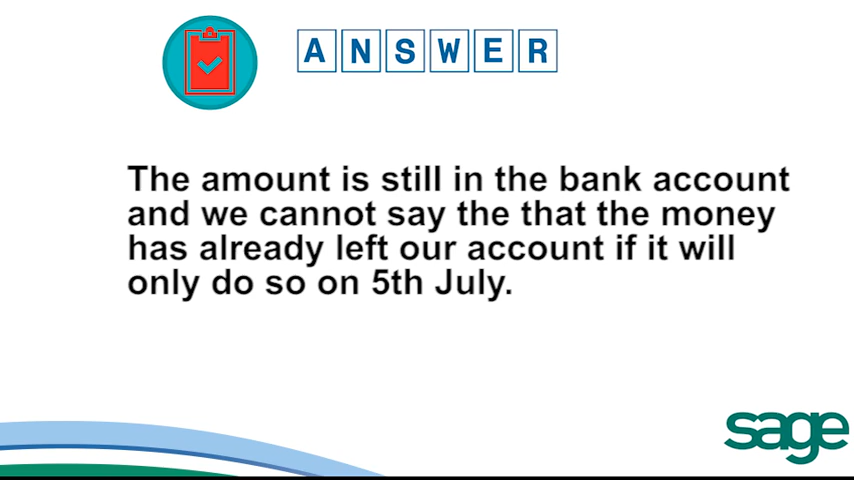 ANSWER
The amount is still in the bank account
and we cannot say the that the money
has already left our account if it will
only do so on 5th July.
sage